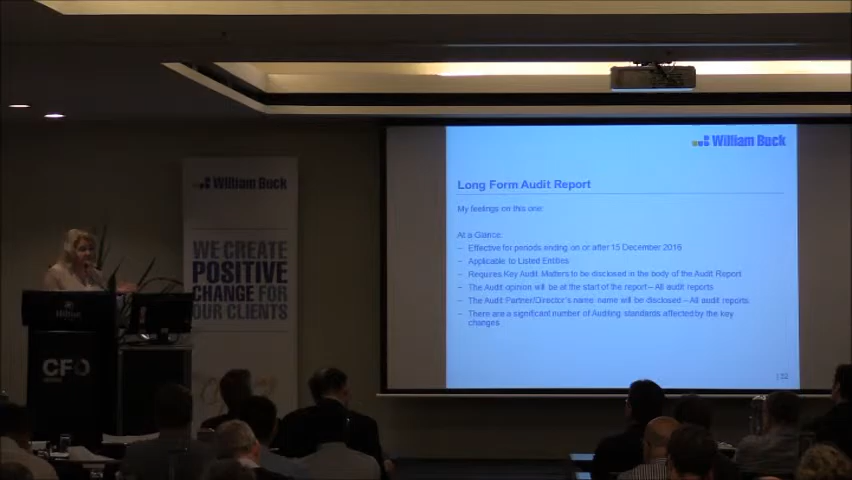 William Buck
WE CREATE
POSITIVE
CHANGE FOR
OUR CLIENTS
Hilton
CFO
William Buck
Long Form Audit Report
My feelings on this one:
At a Glance:
– Effective for periods ending on or after 15 December 2016
– Applicable to Listed Entities
– Requires Key Audit Matters to be disclosed in the body of the Audit Report
– The Audit opinion will be at the start of the report – All audit reports
– The Audit Partner/Director's name name will be disclosed – All audit reports.
– There are a significant number of Auditing standards affected by the key
changes
| 52